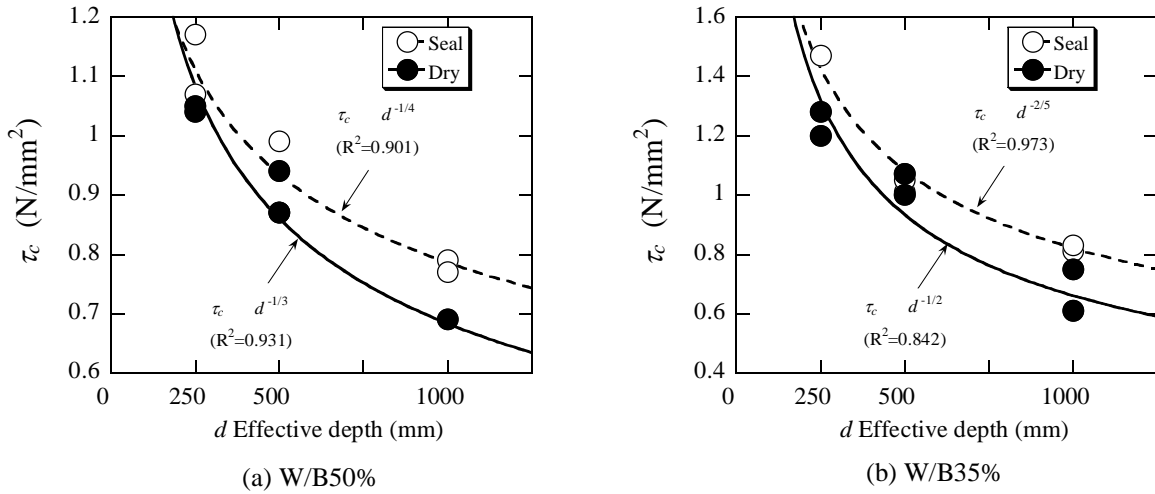 1.2
1.1
1
0.9
0.8
0.7
0.6
τc (N/mm²)
Seal
Dry
τc d^-1/4
(R²=0.901)
τc d^-1/3
(R²=0.931)
0 250 500 1000
d Effective depth (mm)
(a) W/B50%
1.6
1.4
1.2
1
0.8
0.6
0.4
τc (N/mm²)
Seal
Dry
τc d^-2/5
(R²=0.973)
τc d^-1/2
(R²=0.842)
0 250 500 1000
d Effective depth (mm)
(b) W/B35%